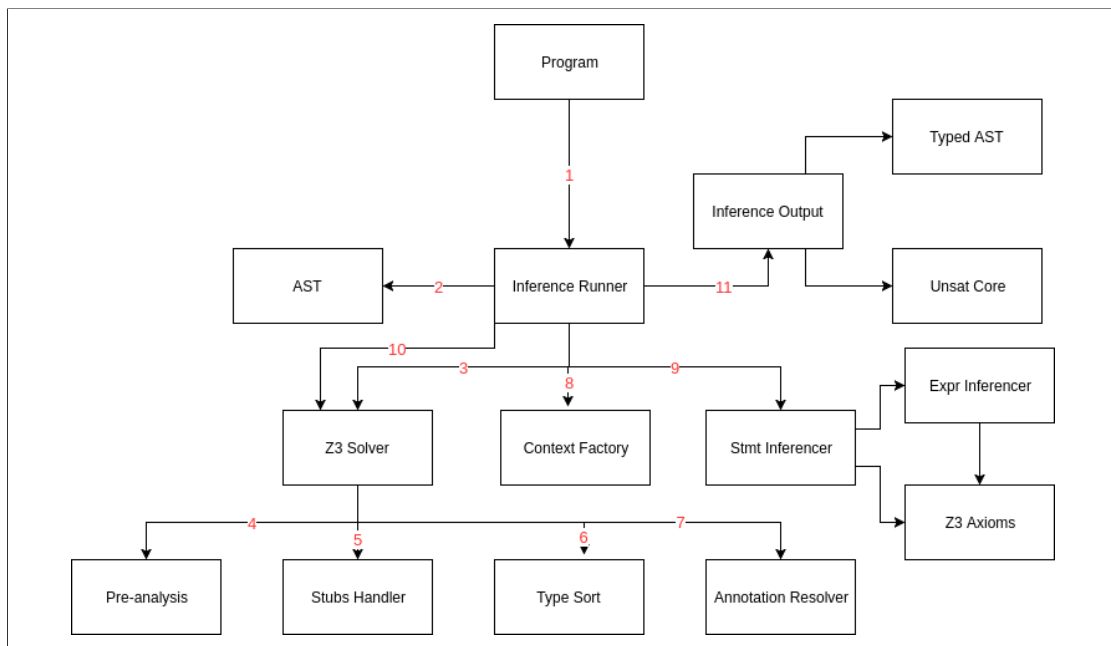 Program
Typed AST
1
Inference Output
AST
2
Inference Runner
11
Unsat Core
10
3
8
9
Expr Inferencer
Z3 Solver
Context Factory
Stmt Inferencer
Z3 Axioms
4
5
6
7
Pre-analysis
Stubs Handler
Type Sort
Annotation Resolver